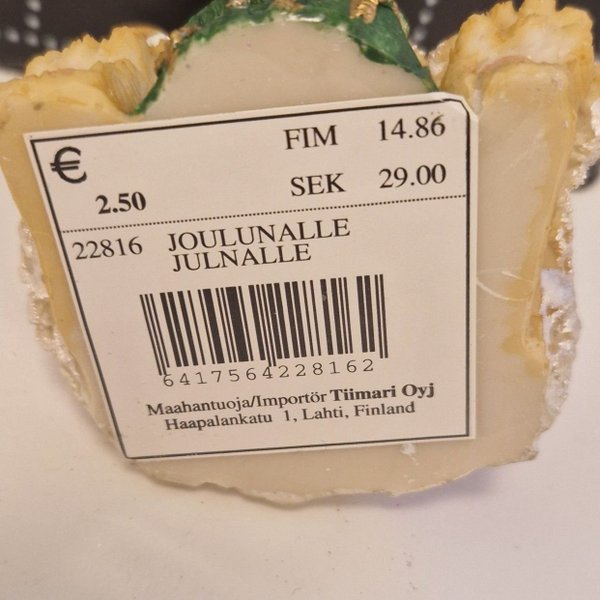 € 2.50
FIM 14.86
SEK 29.00
22816 JOULUNALLE
JULNALLE
6417564228162
Maahantuoja/Importör Tiimari Oyj
Haapalankatu 1, Lahti, Finland